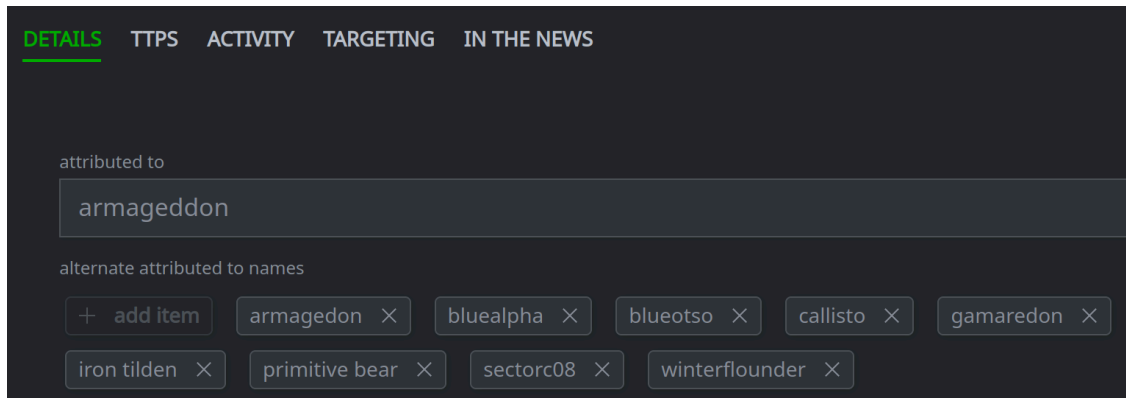 DETAILS TTPS ACTIVITY TARGETING IN THE NEWS
attributed to
armageddon
alternate attributed to names
+ add item armagedon × bluealpha × blueotso × callisto × gamaredon ×
iron tilden × primitive bear × sectorc08 × winterflounder ×